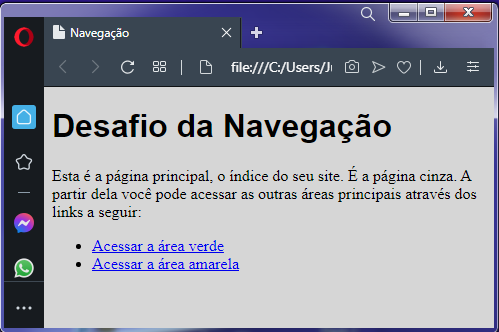 Navegação
file:///C:/Users/Ju
Desafio da Navegação
Esta é a página principal, o índice do seu site. É a página cinza. A
partir dela você pode acessar as outras áreas principais através dos
links a seguir:
Acessar a área verde
Acessar a área amarela